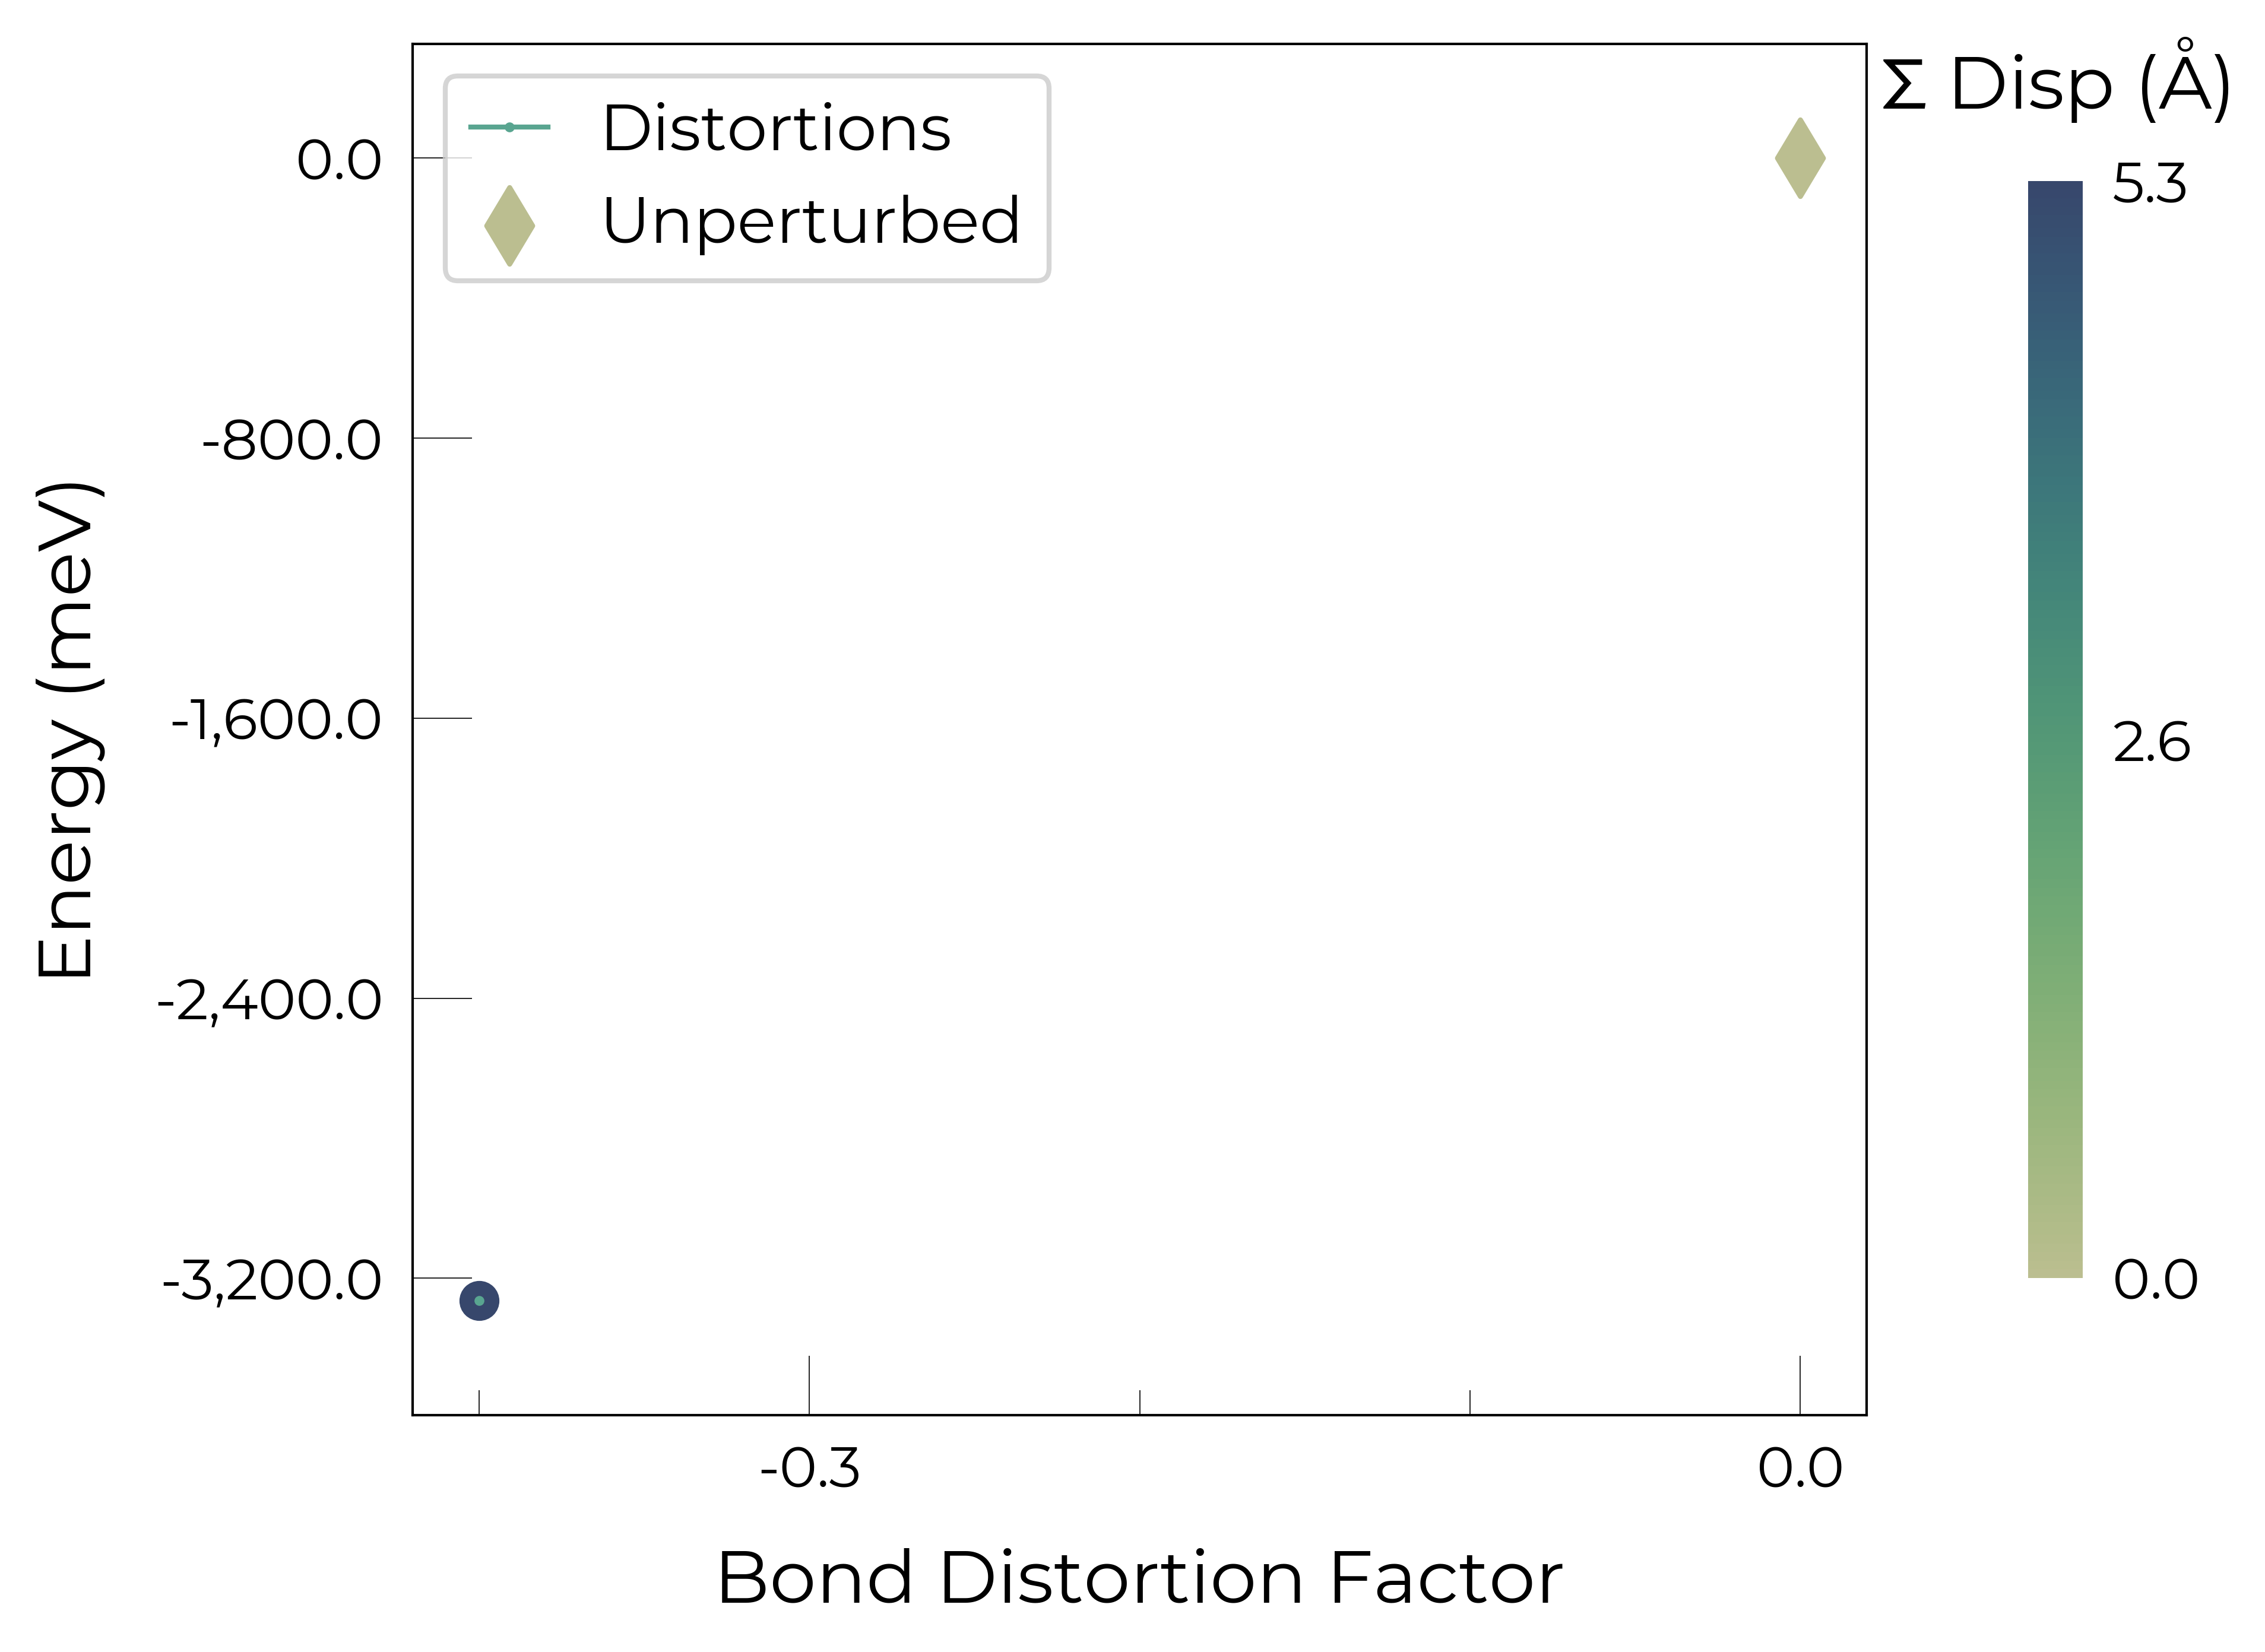 Σ Disp (Å)
Distortions
Unperturbed
0.0
-800.0
-1,600.0
-2,400.0
-3,200.0
Energy (meV)
5.3
2.6
0.0
-0.3
0.0
Bond Distortion Factor